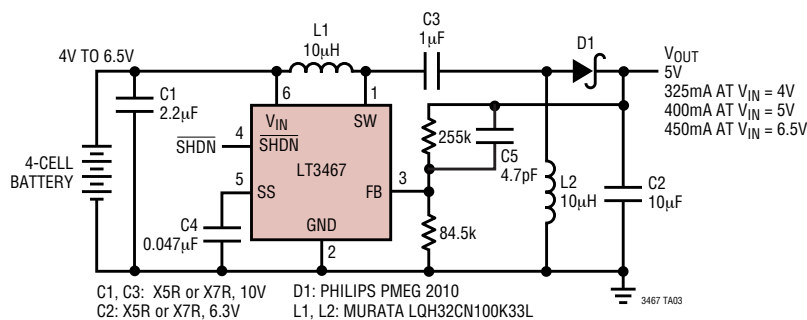 L1
10µH
C3
1µF
D1
4V TO 6.5V
VOUT
5V
325mA AT VIN = 4V
400mA AT VIN = 5V
450mA AT VIN = 6.5V
C1
2.2µF
6
1
VIN
SW
SHDN
4
SHDN
LT3467
255k
C5
4.7pF
4-CELL
BATTERY
5
SS
FB
3
L2
10µH
C2
10µF
C4
0.047µF
GND
2
84.5k
C1, C3: X5R or X7R, 10V
C2: X5R or X7R, 6.3V
D1: PHILIPS PMEG 2010
L1, L2: MURATA LQH32CN100K33L
3467 TA03